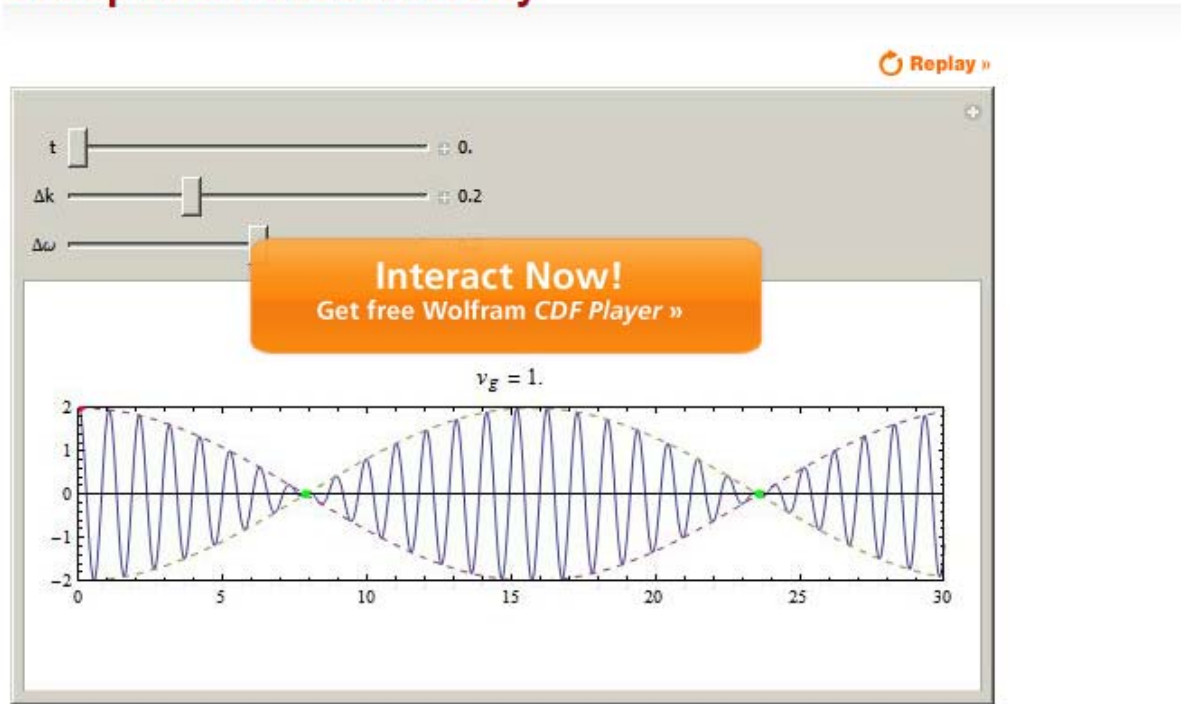 Replay »
t 0.
Δk 0.2
Δω
Interact Now!
Get free Wolfram CDF Player »
v_g = 1.
2
1
0
−1
−2
0 5 10 15 20 25 30